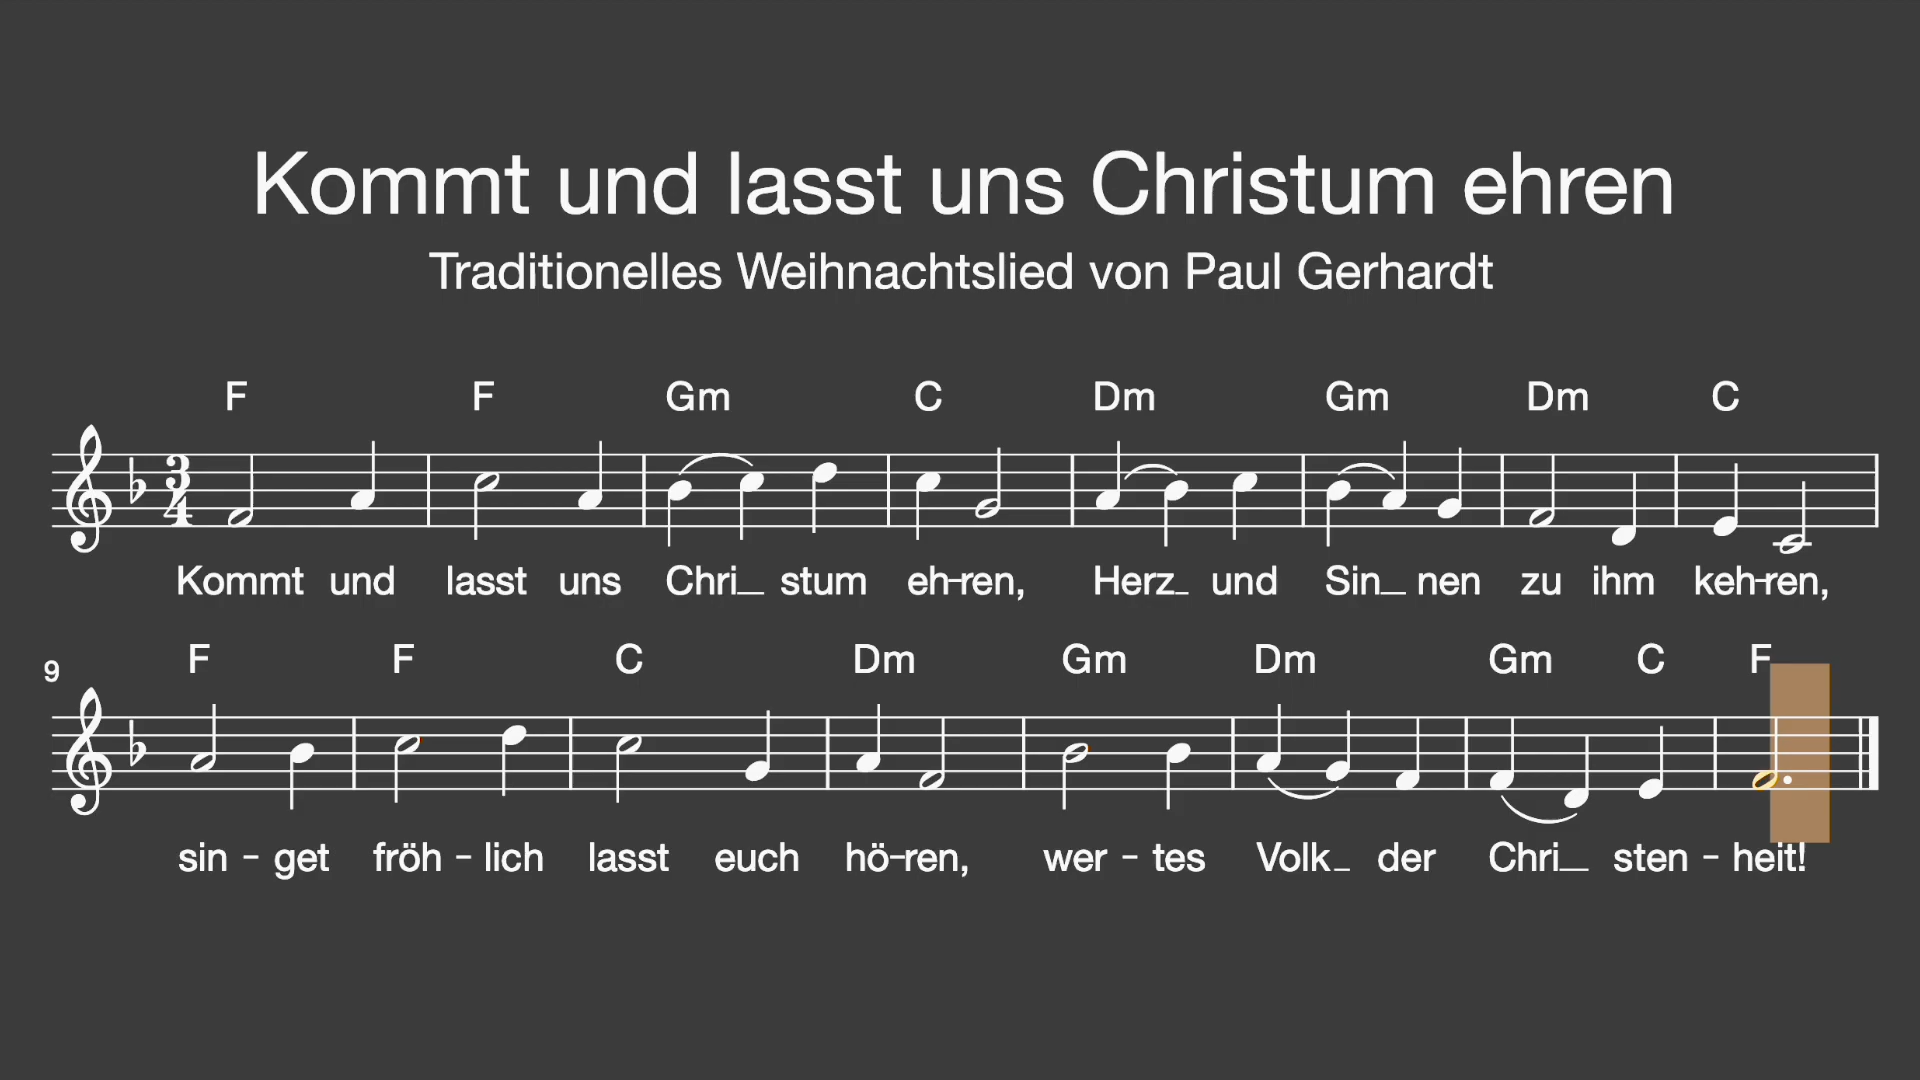 Kommt und lasst uns Christum ehren
Traditionelles Weihnachtslied von Paul Gerhardt
F F Gm C Dm Gm Dm C
3
4
Kommt und lasst uns Chri_ stum eh-ren, Herz_ und Sin_ nen zu ihm keh-ren,
9 F F C Dm Gm Dm Gm C F
sin - get fröh - lich lasst euch hö-ren, wer - tes Volk_ der Chri_ sten - heit!